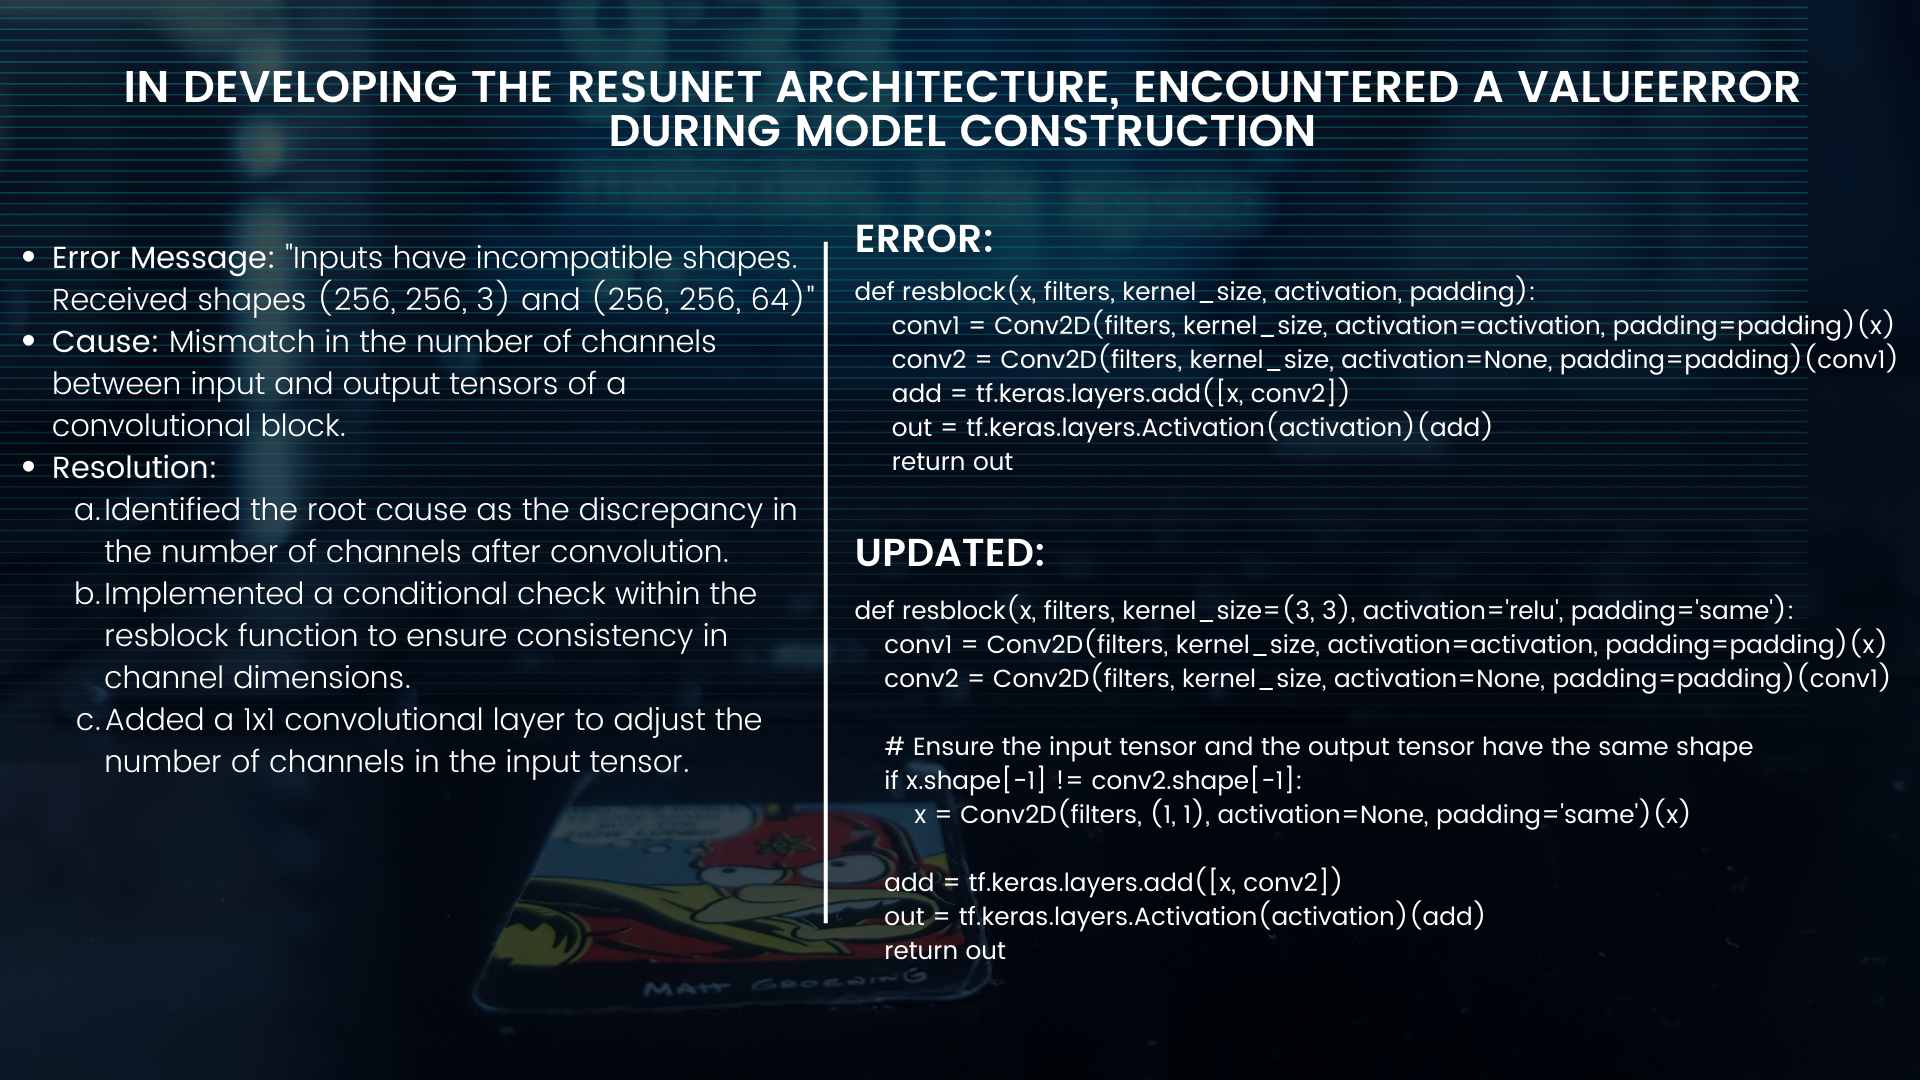 IN DEVELOPING THE RESUNET ARCHITECTURE, ENCOUNTERED A VALUEERROR
DURING MODEL CONSTRUCTION
• Error Message: "Inputs have incompatible shapes.
Received shapes (256, 256, 3) and (256, 256, 64)"
• Cause: Mismatch in the number of channels
between input and output tensors of a
convolutional block.
• Resolution:
a. Identified the root cause as the discrepancy in
the number of channels after convolution.
b. Implemented a conditional check within the
resblock function to ensure consistency in
channel dimensions.
c. Added a 1x1 convolutional layer to adjust the
number of channels in the input tensor.
ERROR:
def resblock(x, filters, kernel_size, activation, padding):
conv1 = Conv2D(filters, kernel_size, activation=activation, padding=padding)(x)
conv2 = Conv2D(filters, kernel_size, activation=None, padding=padding)(conv1)
add = tf.keras.layers.add([x, conv2])
out = tf.keras.layers.Activation(activation)(add)
return out
UPDATED:
def resblock(x, filters, kernel_size=(3, 3), activation='relu', padding='same'):
conv1 = Conv2D(filters, kernel_size, activation=activation, padding=padding)(x)
conv2 = Conv2D(filters, kernel_size, activation=None, padding=padding)(conv1)
# Ensure the input tensor and the output tensor have the same shape
if x.shape[-1] != conv2.shape[-1]:
x = Conv2D(filters, (1, 1), activation=None, padding='same')(x)
add = tf.keras.layers.add([x, conv2])
out = tf.keras.layers.Activation(activation)(add)
return out
MATT GROENING